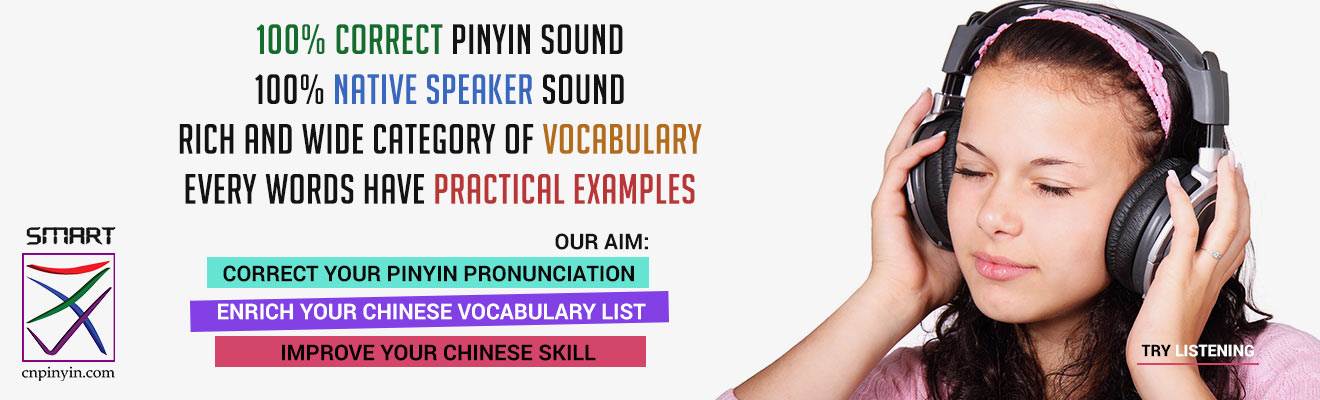 100% CORRECT PINYIN SOUND
100% NATIVE SPEAKER SOUND
RICH AND WIDE CATEGORY OF VOCABULARY
EVERY WORDS HAVE PRACTICAL EXAMPLES
OUR AIM:
CORRECT YOUR PINYIN PRONUNCIATION
ENRICH YOUR CHINESE VOCABULARY LIST
IMPROVE YOUR CHINESE SKILL
SMART
cnpinyin.com
TRY LISTENING